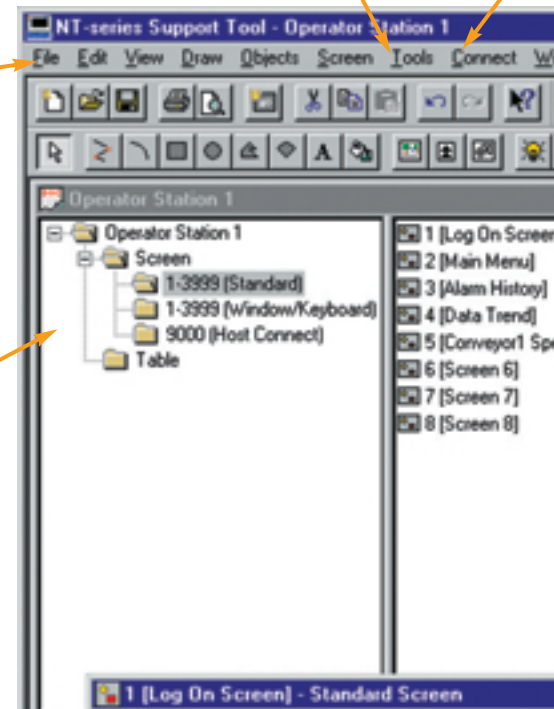 NT-series Support Tool - Operator Station 1
File Edit View Draw Objects Screen Tools Connect
Operator Station 1
Operator Station 1
Screen
1-3999 (Standard)
1-3999 (Window/Keyboard)
9000 (Host Connect)
Table
1 [Log On Screen
2 [Main Menu]
3 [Alarm History]
4 [Data Trend]
5 [Conveyor1 Spe
6 [Screen 6]
7 [Screen 7]
8 [Screen 8]
1 [Log On Screen] - Standard Screen